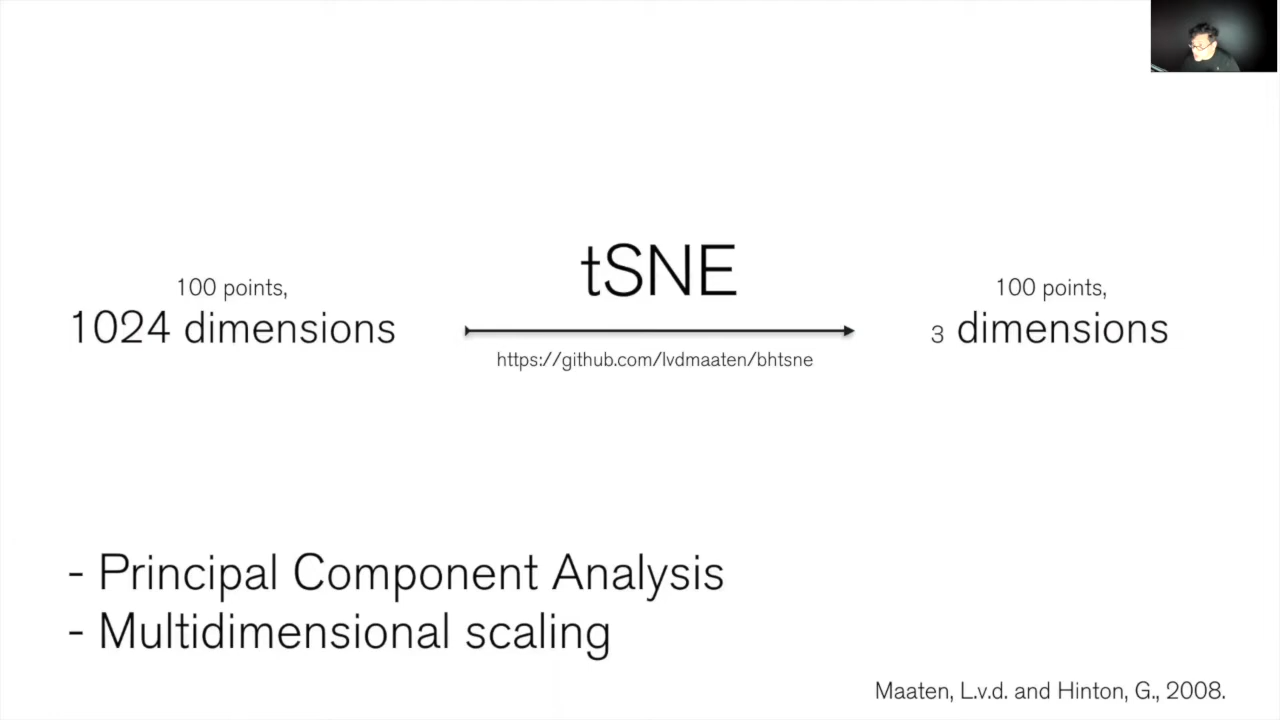 tSNE
100 points,
1024 dimensions
https://github.com/lvdmaaten/bhtsne
100 points,
3 dimensions
- Principal Component Analysis
- Multidimensional scaling
Maaten, L.v.d. and Hinton, G., 2008.